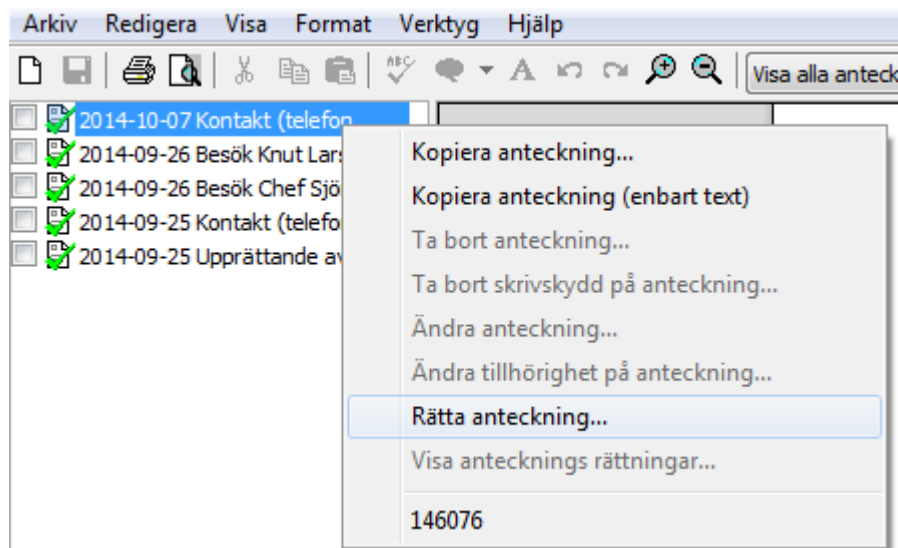 Arkiv Redigera Visa Format Verktyg Hjälp
ABC Visa alla anteck
2014-10-07 Kontakt (telefon
2014-09-26 Besök Knut Lars
2014-09-26 Besök Chef Sjö
2014-09-25 Kontakt (telefo
2014-09-25 Upprättande av
Kopiera anteckning...
Kopiera anteckning (enbart text)
Ta bort anteckning...
Ta bort skrivskydd på anteckning...
Ändra anteckning...
Ändra tillhörighet på anteckning...
Rätta anteckning...
Visa antecknings rättningar...
146076